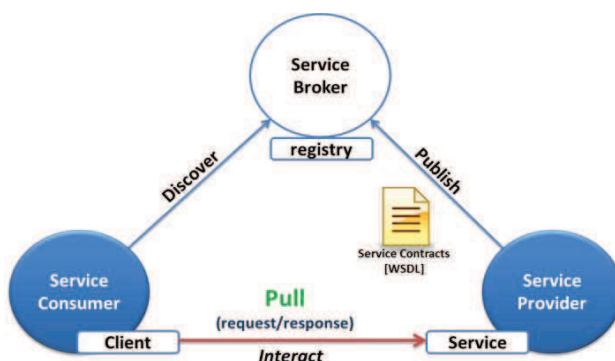 Service
Broker
registry
Discover
Publish
Service Contracts
[WSDL]
Service
Consumer
Client
Pull
(request/response)
Interact
Service
Provider
Service